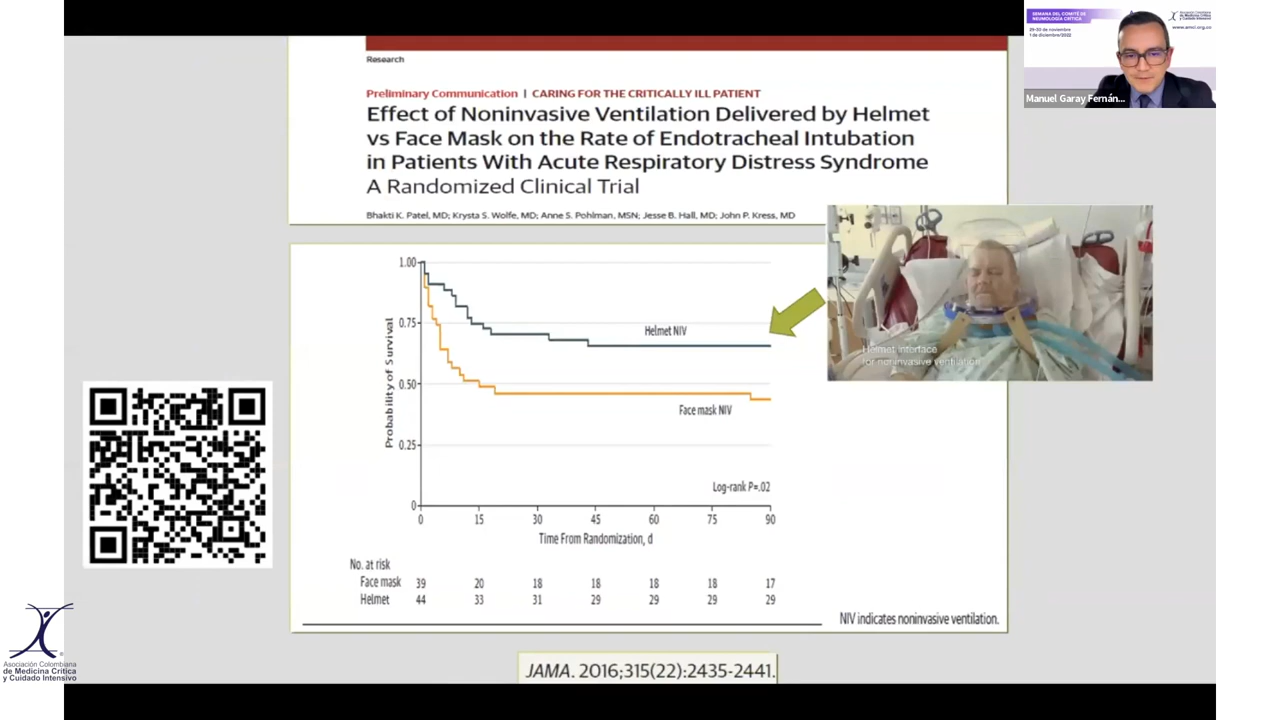 Research
Preliminary Communication | CARING FOR THE CRITICALLY ILL PATIENT
Effect of Noninvasive Ventilation Delivered by Helmet
vs Face Mask on the Rate of Endotracheal Intubation
in Patients With Acute Respiratory Distress Syndrome
A Randomized Clinical Trial
Bhakti K. Patel, MD; Krysta S. Wolfe, MD; Anne S. Pohlman, MSN; Jesse B. Hall, MD; John P. Kress, MD
SEMANA DEL COMITÉ DE
NEUMOLOGÍA CRÍTICA
29-30 de noviembre
1 de diciembre/2022
Asociación Colombiana
de Medicina Crítica
y Cuidado Intensivo
www.amci.org.co
Manuel Garay Fernán...
Helmet interface
for noninvasive ventilation
Probability of Survival
1.00
0.75
0.50
0.25
0
Helmet NIV
Face mask NIV
Log-rank P=.02
0 15 30 45 60 75 90
Time From Randomization, d
No. at risk
Face mask 39 20 18 18 18 18 17
Helmet 44 33 31 29 29 29 29
NIV indicates noninvasive ventilation.
JAMA. 2016;315(22):2435-2441.
Asociación Colombiana
de Medicina Crítica
y Cuidado Intensivo